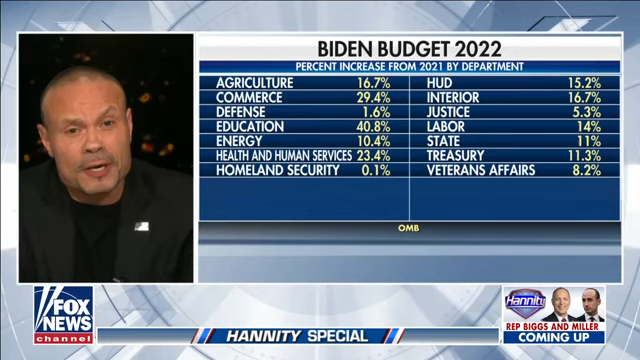 BIDEN BUDGET 2022
PERCENT INCREASE FROM 2021 BY DEPARTMENT
AGRICULTURE 16.7%
COMMERCE 29.4%
DEFENSE 1.6%
EDUCATION 40.8%
ENERGY 10.4%
HEALTH AND HUMAN SERVICES 23.4%
HOMELAND SECURITY 0.1%
HUD 15.2%
INTERIOR 16.7%
JUSTICE 5.3%
LABOR 14%
STATE 11%
TREASURY 11.3%
VETERANS AFFAIRS 8.2%
OMB
FOX
NEWS
channel
HANNITY SPECIAL
Hannity
REP BIGGS AND MILLER
COMING UP